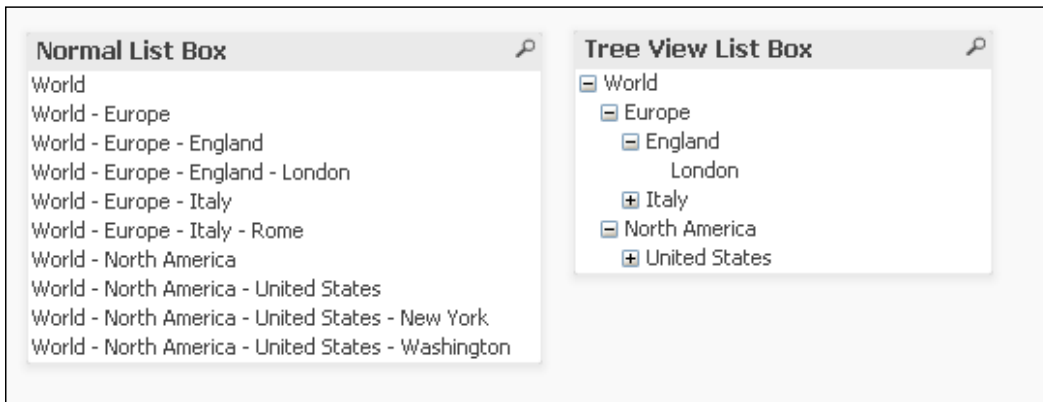 Normal List Box
World
World - Europe
World - Europe - England
World - Europe - England - London
World - Europe - Italy
World - Europe - Italy - Rome
World - North America
World - North America - United States
World - North America - United States - New York
World - North America - United States - Washington
Tree View List Box
World
Europe
England
London
Italy
North America
United States